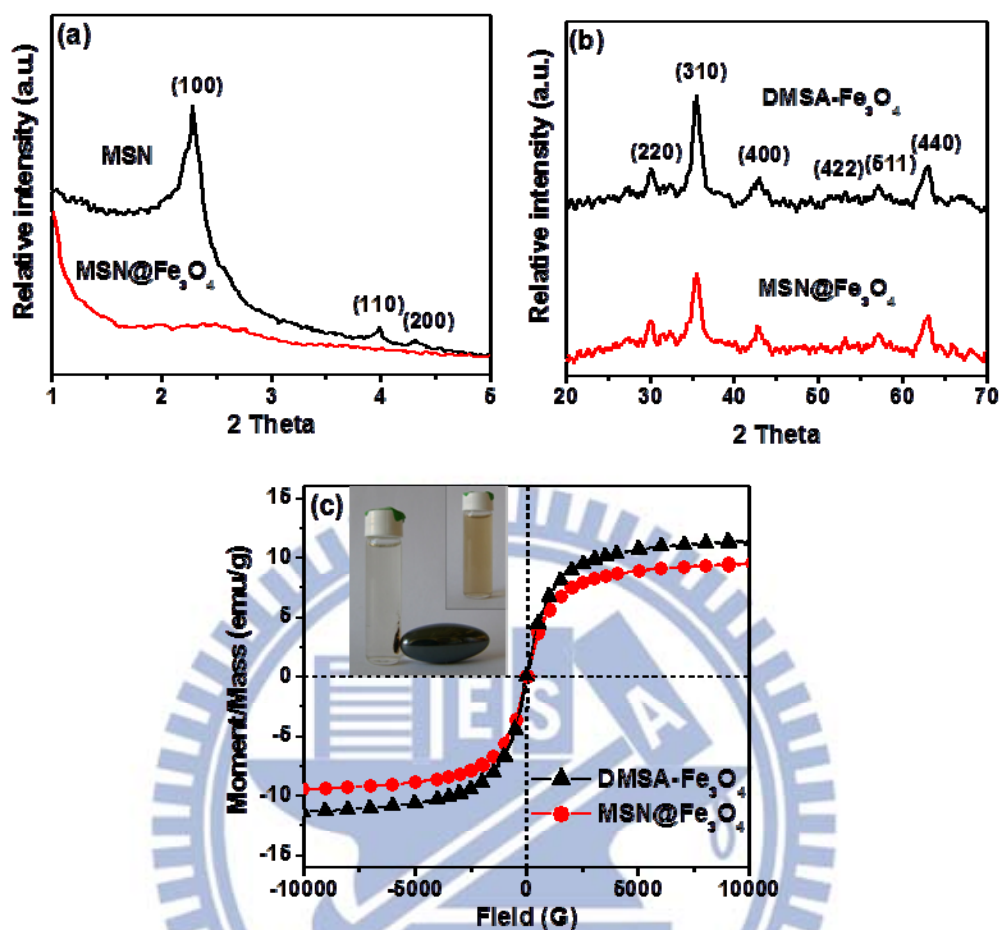 (a)
Relative intensity (a.u.)
(100)
MSN
MSN@Fe₃O₄
(110)
(200)
1 2 3 4 5
2 Theta
(b)
Relative intensity (a.u.)
(310)
DMSA-Fe₃O₄
(220)
(400)
(422)
(511)
(440)
MSN@Fe₃O₄
20 30 40 50 60 70
2 Theta
(c)
Moment/Mass (emu/g)
15
10
5
0
-5
-10
-15
DMSA-Fe₃O₄
MSN@Fe₃O₄
-10000 -5000 0 5000 10000
Field (G)
E S A